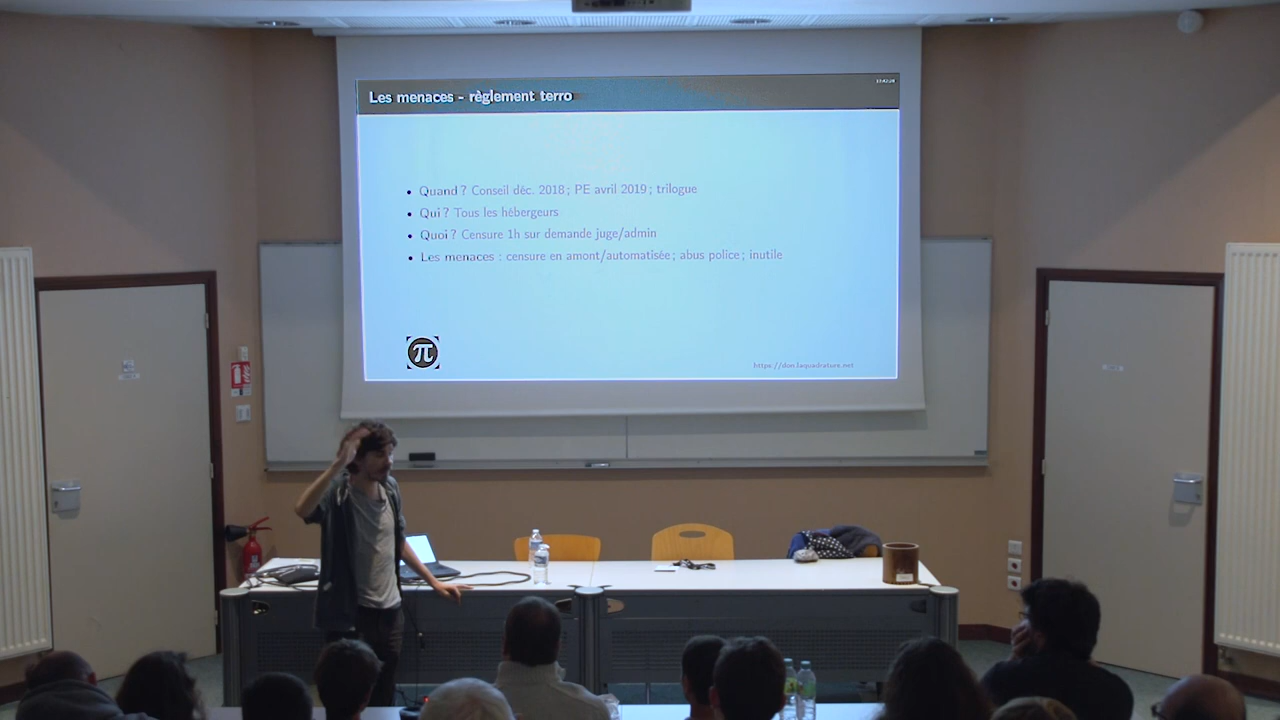 Les menaces - règlement terro
• Quand ? Conseil déc. 2018 ; PE avril 2019 ; trilogue
• Qui ? Tous les hébergeurs
• Quoi ? Censure 1h sur demande juge/admin
• Les menaces : censure en amont/automatisée ; abus police ; inutile
π
https://don.laquadrature.net